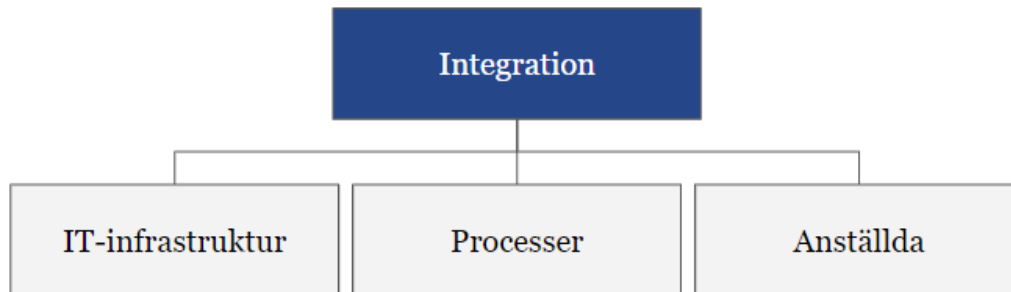 Integration
IT-infrastruktur
Processer
Anställda